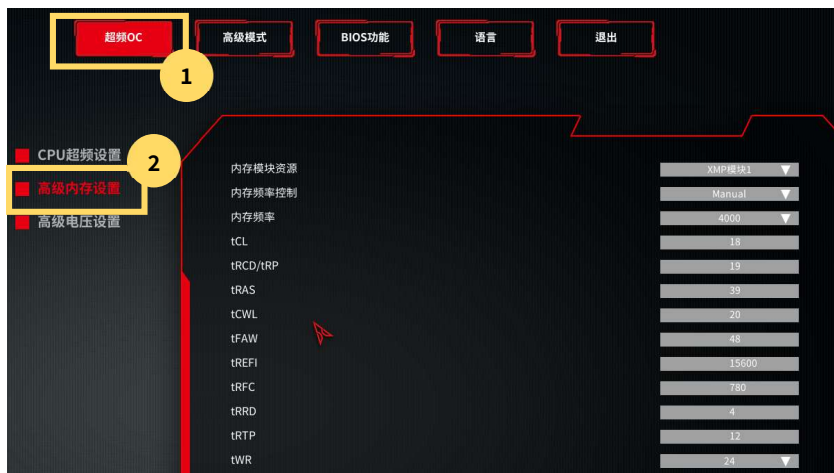 超频OC 高级模式 BIOS功能 语言 退出
1
CPU超频设置
2
高级内存设置
高级电压设置
内存模块资源 XMP模块1
内存频率控制 Manual
内存频率 4000
tCL 18
tRCD/tRP 19
tRAS 39
tCWL 20
tFAW 48
tREFI 15600
tRFC 780
tRRD 4
tRTP 12
tWR 24